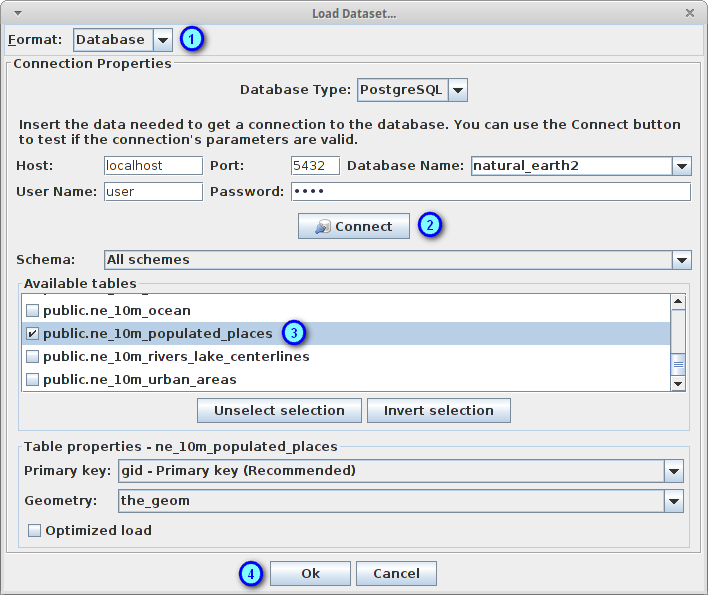 Load Dataset...
Format: Database 1
Connection Properties
Database Type: PostgreSQL
Insert the data needed to get a connection to the database. You can use the Connect button
to test if the connection's parameters are valid.
Host: localhost Port: 5432 Database Name: natural_earth2
User Name: user Password: ••••
Connect 2
Schema: All schemes
Available tables
public.ne_10m_ocean
public.ne_10m_populated_places 3
public.ne_10m_rivers_lake_centerlines
public.ne_10m_urban_areas
Unselect selection Invert selection
Table properties - ne_10m_populated_places
Primary key: gid - Primary key (Recommended)
Geometry: the_geom
Optimized load
4 Ok Cancel